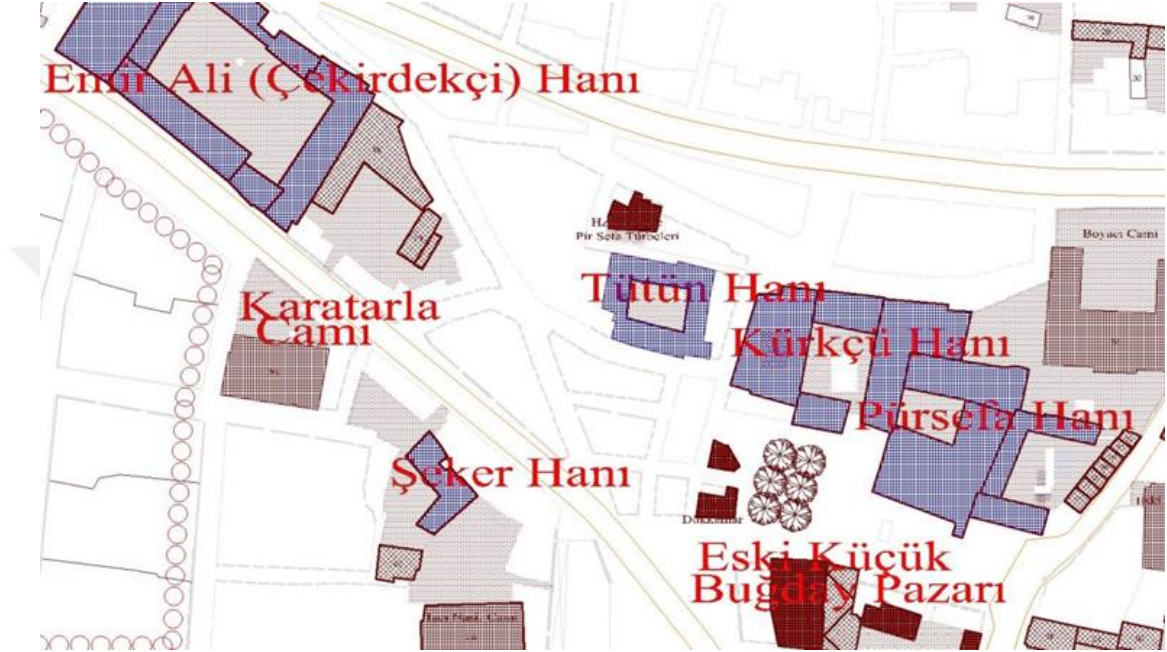 Emir Ali (Çekirdekçi) Hanı
Pir Sefa Türbeleri
Boyacı Cami
Tütün Hanı
Karatarla
Cami
Kürkçü Hanı
Pürsefa Hanı
Şeker Hanı
Dükkanlar
Eski Küçük
Buğday Pazarı
Cami